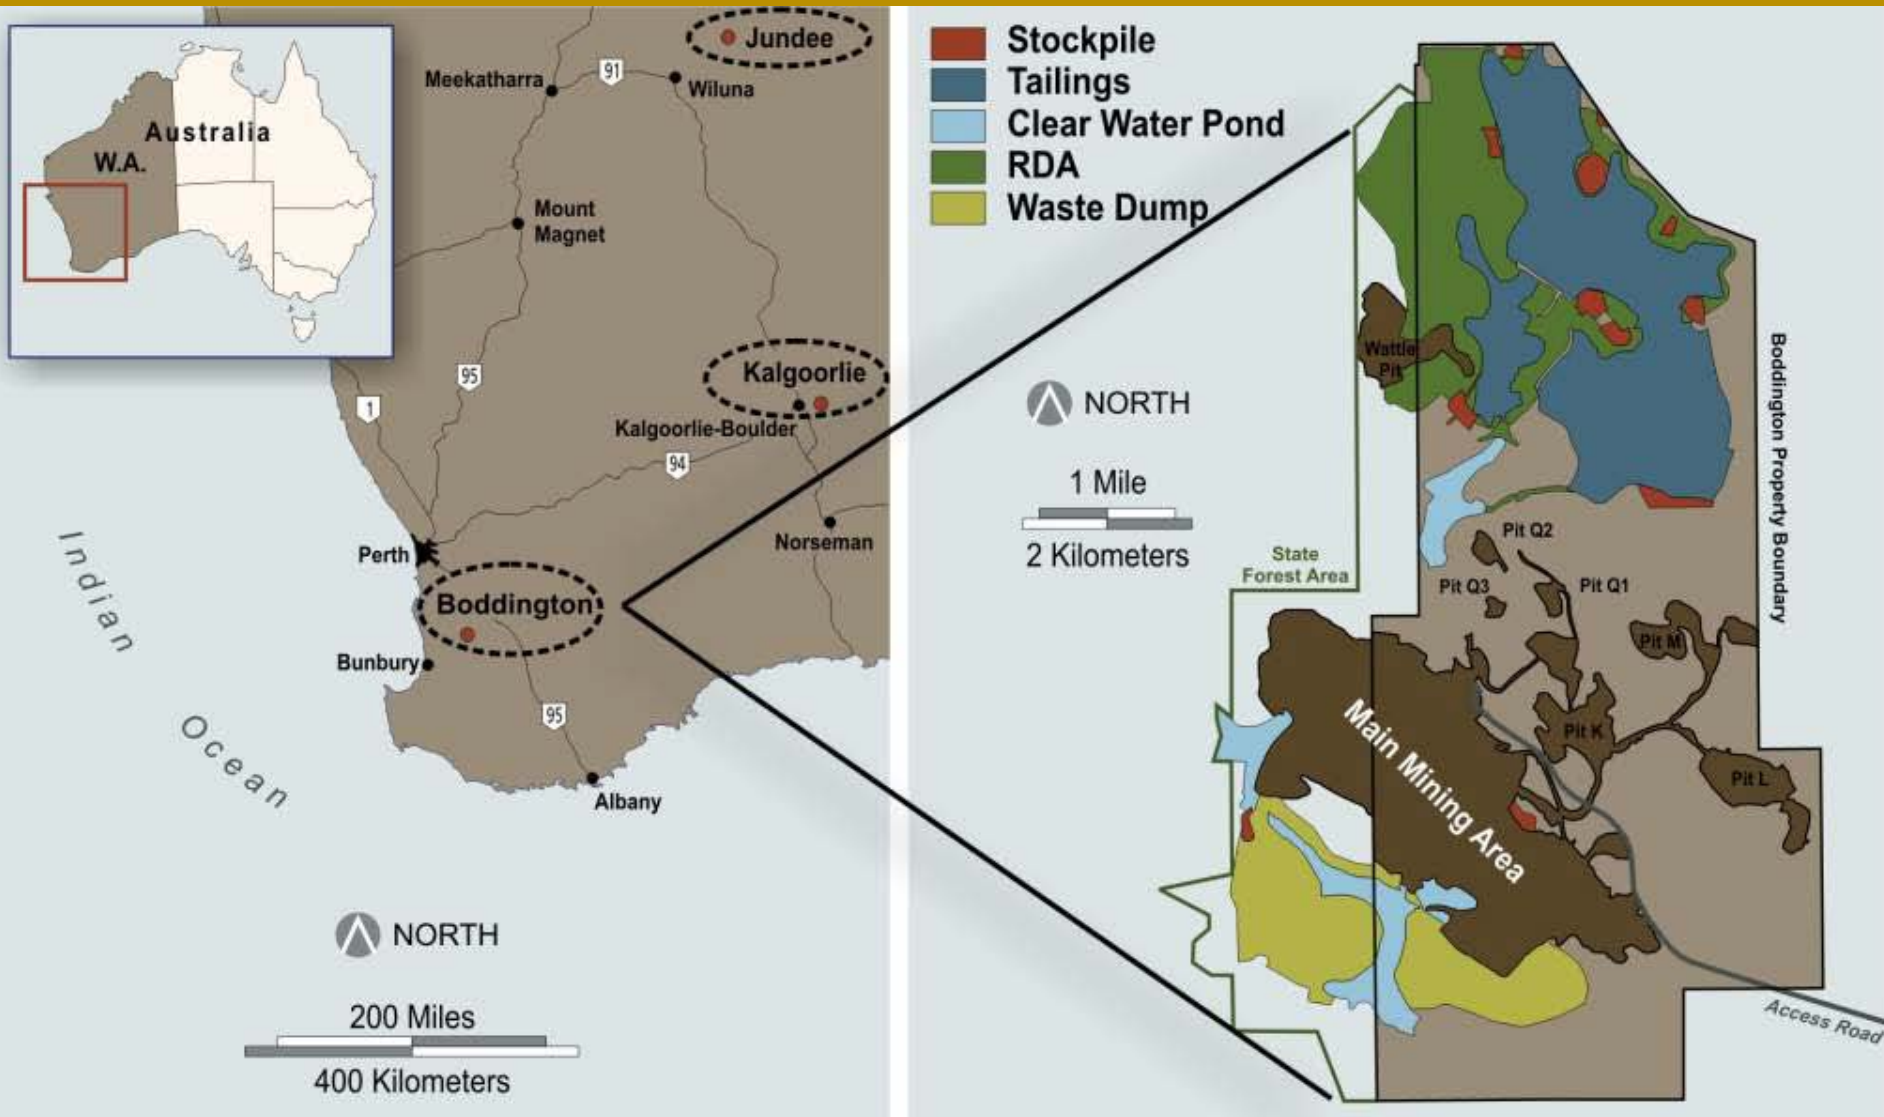 Australia
W.A.
Jundee
Meekatharra
91
Wiluna
Mount
Magnet
95
1
Kalgoorlie
Kalgoorlie-Boulder
94
Norseman
Perth
Boddington
Bunbury
95
Albany
Indian
Ocean
NORTH
200 Miles
400 Kilometers
Stockpile
Tailings
Clear Water Pond
RDA
Waste Dump
NORTH
1 Mile
2 Kilometers
Wattle
Pit
Boddington Property Boundary
State
Forest Area
Pit Q2
Pit Q3
Pit Q1
Pit M
Pit K
Pit L
Main Mining Area
Access Road